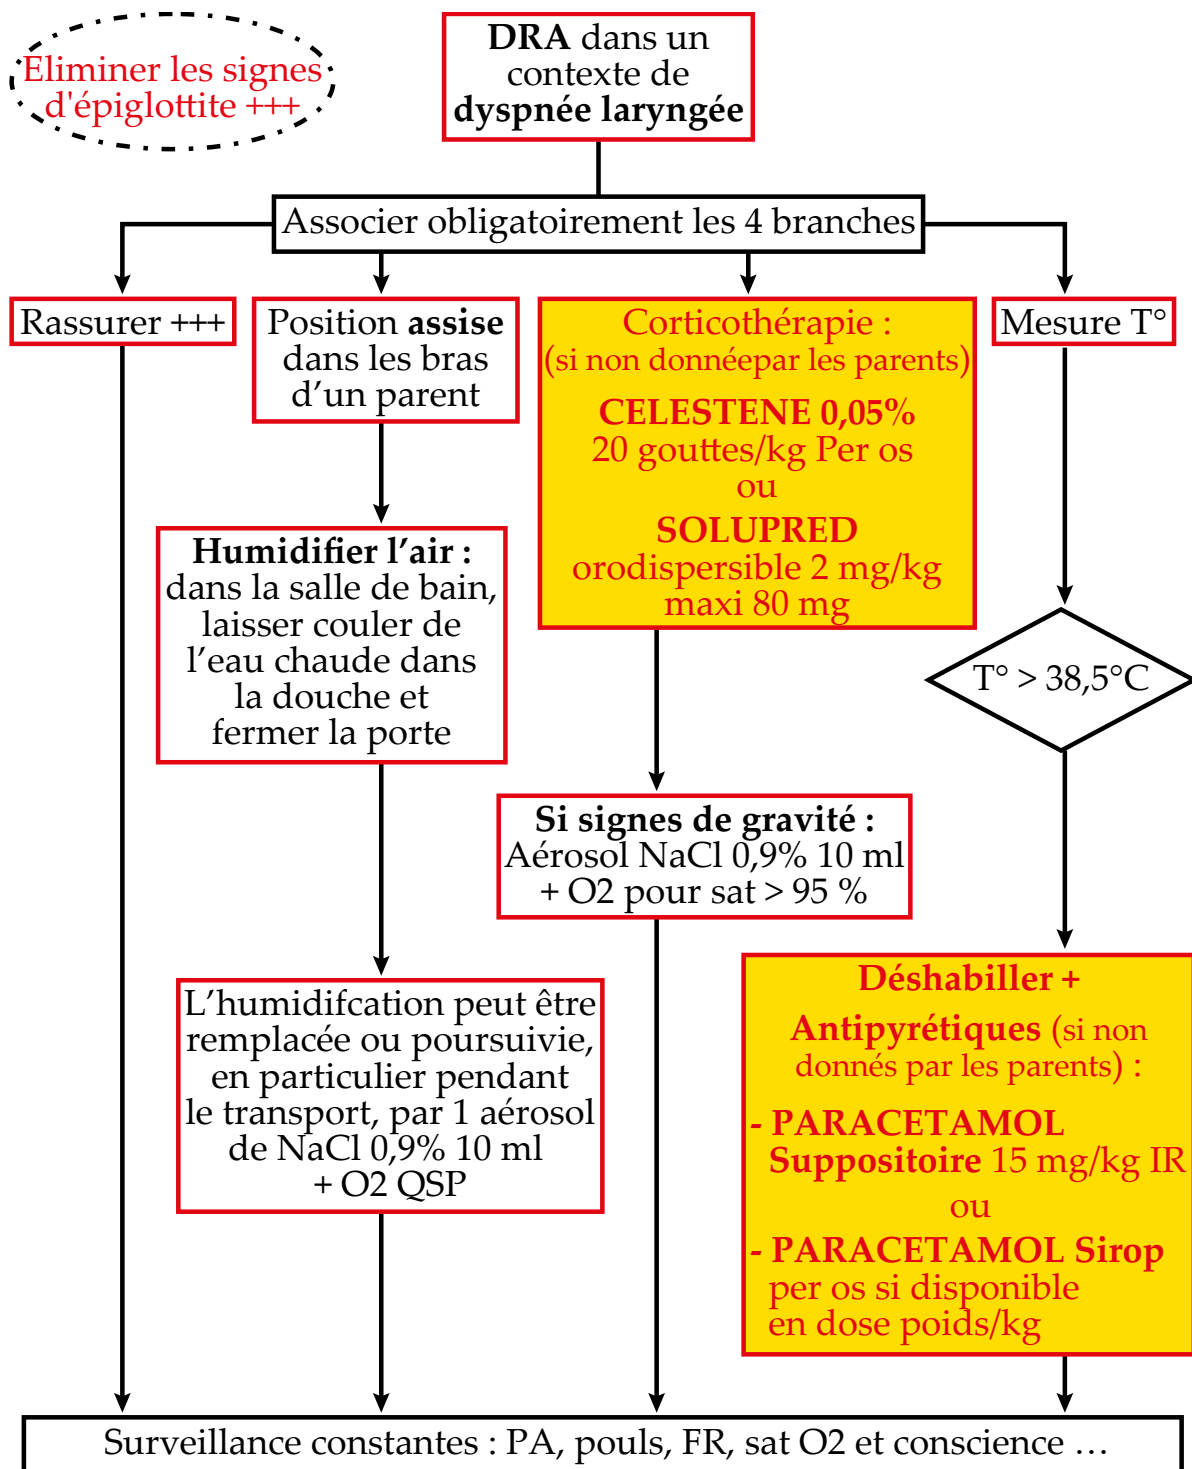 Eliminer les signes
d'épiglottite +++
DRA dans un
contexte de
dyspnée laryngée
Associer obligatoirement les 4 branches
Rassurer +++
Position assise
dans les bras
d’un parent
Corticothérapie :
(si non donnéepar les parents)
CELESTENE 0,05%
20 gouttes/kg Per os
ou
SOLUPRED
orodispersible 2 mg/kg
maxi 80 mg
Mesure T°
Humidifier l’air :
dans la salle de bain,
laisser couler de
l’eau chaude dans
la douche et
fermer la porte
T° > 38,5°C
Si signes de gravité :
Aérosol NaCl 0,9% 10 ml
+ O2 pour sat > 95 %
L’humidifcation peut être
remplacée ou poursuivie,
en particulier pendant
le transport, par 1 aérosol
de NaCl 0,9% 10 ml
+ O2 QSP
Déshabiller +
Antipyrétiques (si non
donnés par les parents) :
- PARACETAMOL
Suppositoire 15 mg/kg IR
ou
- PARACETAMOL Sirop
per os si disponible
en dose poids/kg
Surveillance constantes : PA, pouls, FR, sat O2 et conscience …